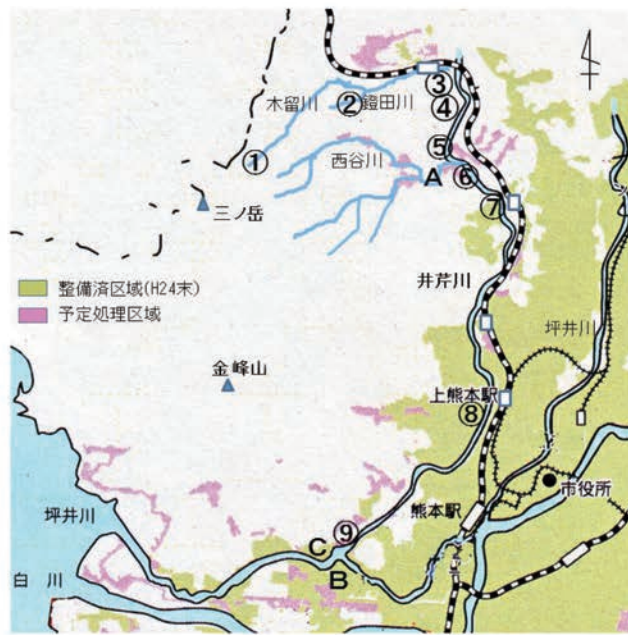 ③
木留川
②
鐙田川
④
⑤
①
西谷川
A
⑥
⑦
三ノ岳
井芹川
整備済区域(H24末)
予定処理区域
坪井川
金峰山
上熊本駅
⑧
市役所
熊本駅
坪井川
⑨
C
B
白川